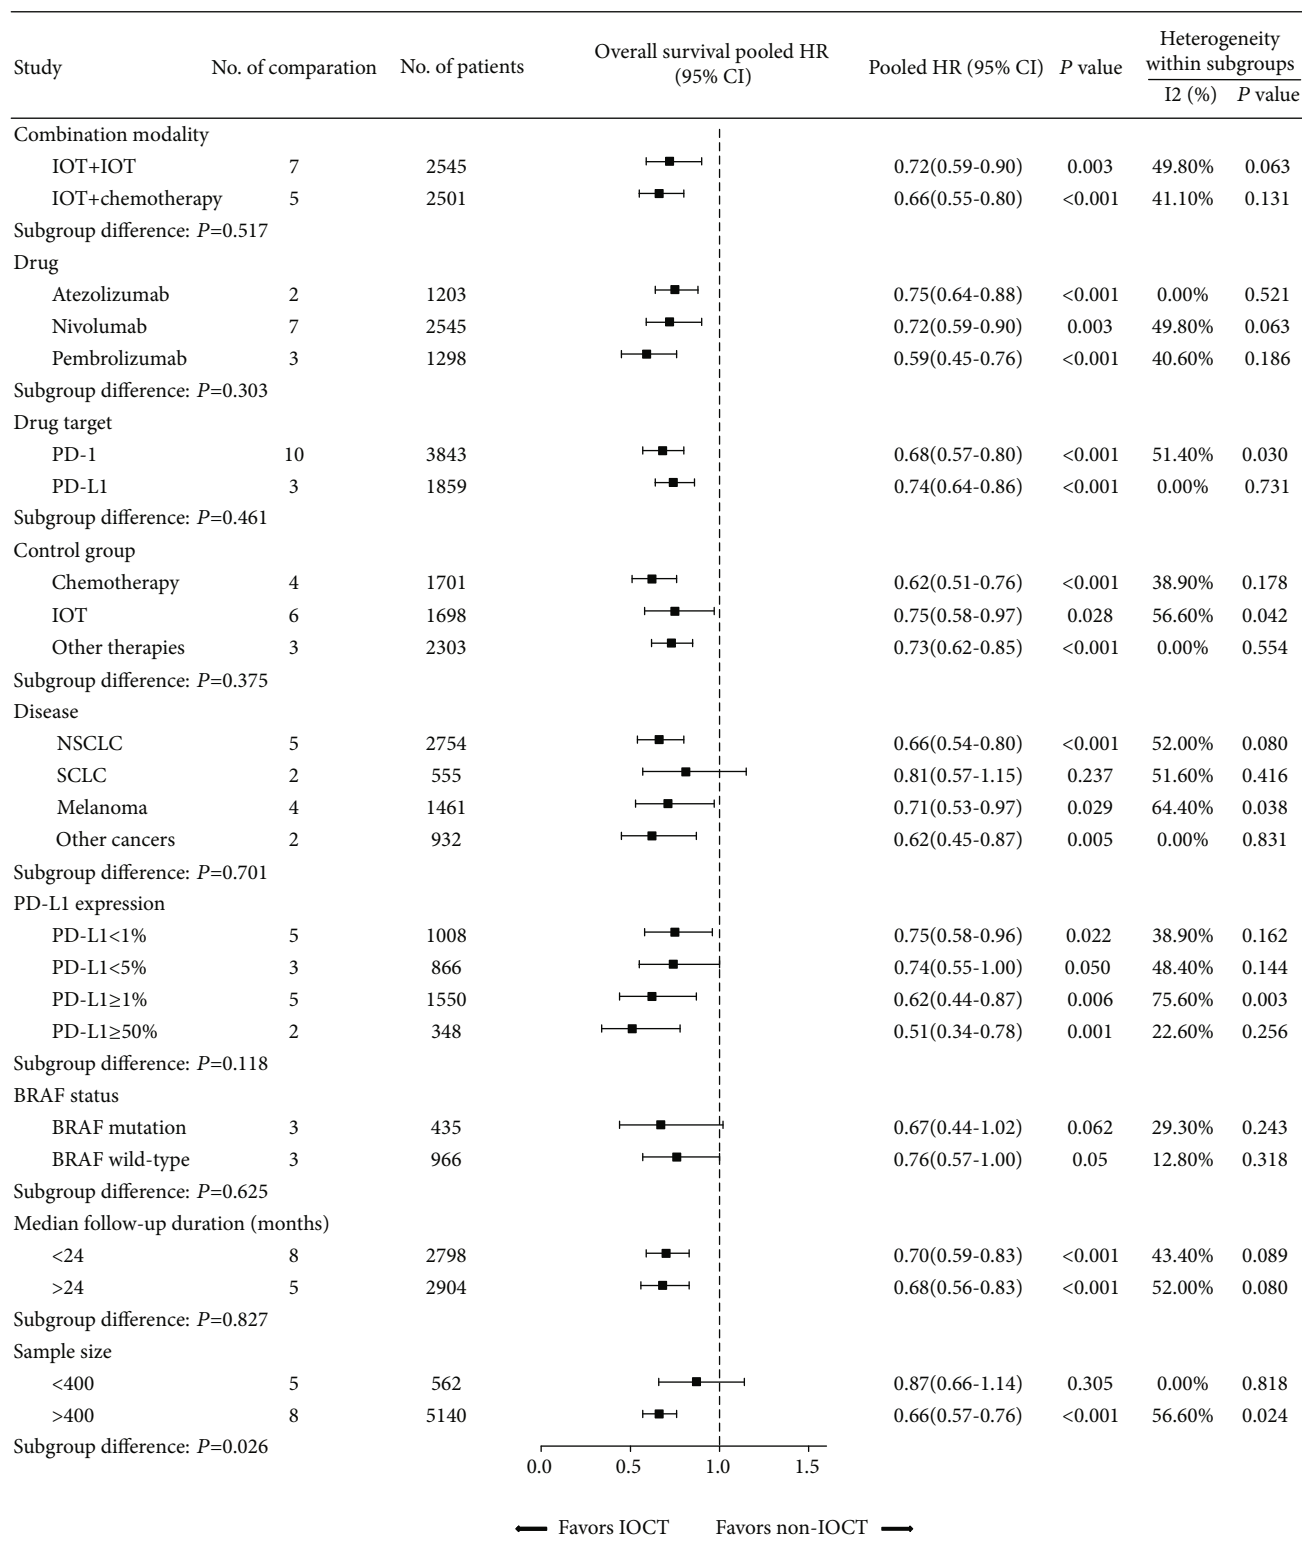 Study No. of comparation No. of patients Overall survival pooled HR (95% CI) Pooled HR (95% CI) P value Heterogeneity within subgroups
I2 (%) P value
Combination modality
IOT+IOT 7 2545 0.72(0.59-0.90) 0.003 49.80% 0.063
IOT+chemotherapy 5 2501 0.66(0.55-0.80) <0.001 41.10% 0.131
Subgroup difference: P=0.517
Drug
Atezolizumab 2 1203 0.75(0.64-0.88) <0.001 0.00% 0.521
Nivolumab 7 2545 0.72(0.59-0.90) 0.003 49.80% 0.063
Pembrolizumab 3 1298 0.59(0.45-0.76) <0.001 40.60% 0.186
Subgroup difference: P=0.303
Drug target
PD-1 10 3843 0.68(0.57-0.80) <0.001 51.40% 0.030
PD-L1 3 1859 0.74(0.64-0.86) <0.001 0.00% 0.731
Subgroup difference: P=0.461
Control group
Chemotherapy 4 1701 0.62(0.51-0.76) <0.001 38.90% 0.178
IOT 6 1698 0.75(0.58-0.97) 0.028 56.60% 0.042
Other therapies 3 2303 0.73(0.62-0.85) <0.001 0.00% 0.554
Subgroup difference: P=0.375
Disease
NSCLC 5 2754 0.66(0.54-0.80) <0.001 52.00% 0.080
SCLC 2 555 0.81(0.57-1.15) 0.237 51.60% 0.416
Melanoma 4 1461 0.71(0.53-0.97) 0.029 64.40% 0.038
Other cancers 2 932 0.62(0.45-0.87) 0.005 0.00% 0.831
Subgroup difference: P=0.701
PD-L1 expression
PD-L1<1% 5 1008 0.75(0.58-0.96) 0.022 38.90% 0.162
PD-L1<5% 3 866 0.74(0.55-1.00) 0.050 48.40% 0.144
PD-L1≥1% 5 1550 0.62(0.44-0.87) 0.006 75.60% 0.003
PD-L1≥50% 2 348 0.51(0.34-0.78) 0.001 22.60% 0.256
Subgroup difference: P=0.118
BRAF status
BRAF mutation 3 435 0.67(0.44-1.02) 0.062 29.30% 0.243
BRAF wild-type 3 966 0.76(0.57-1.00) 0.05 12.80% 0.318
Subgroup difference: P=0.625
Median follow-up duration (months)
<24 8 2798 0.70(0.59-0.83) <0.001 43.40% 0.089
>24 5 2904 0.68(0.56-0.83) <0.001 52.00% 0.080
Subgroup difference: P=0.827
Sample size
<400 5 562 0.87(0.66-1.14) 0.305 0.00% 0.818
>400 8 5140 0.66(0.57-0.76) <0.001 56.60% 0.024
Subgroup difference: P=0.026
0.0 0.5 1.0 1.5
Favors IOCT Favors non-IOCT